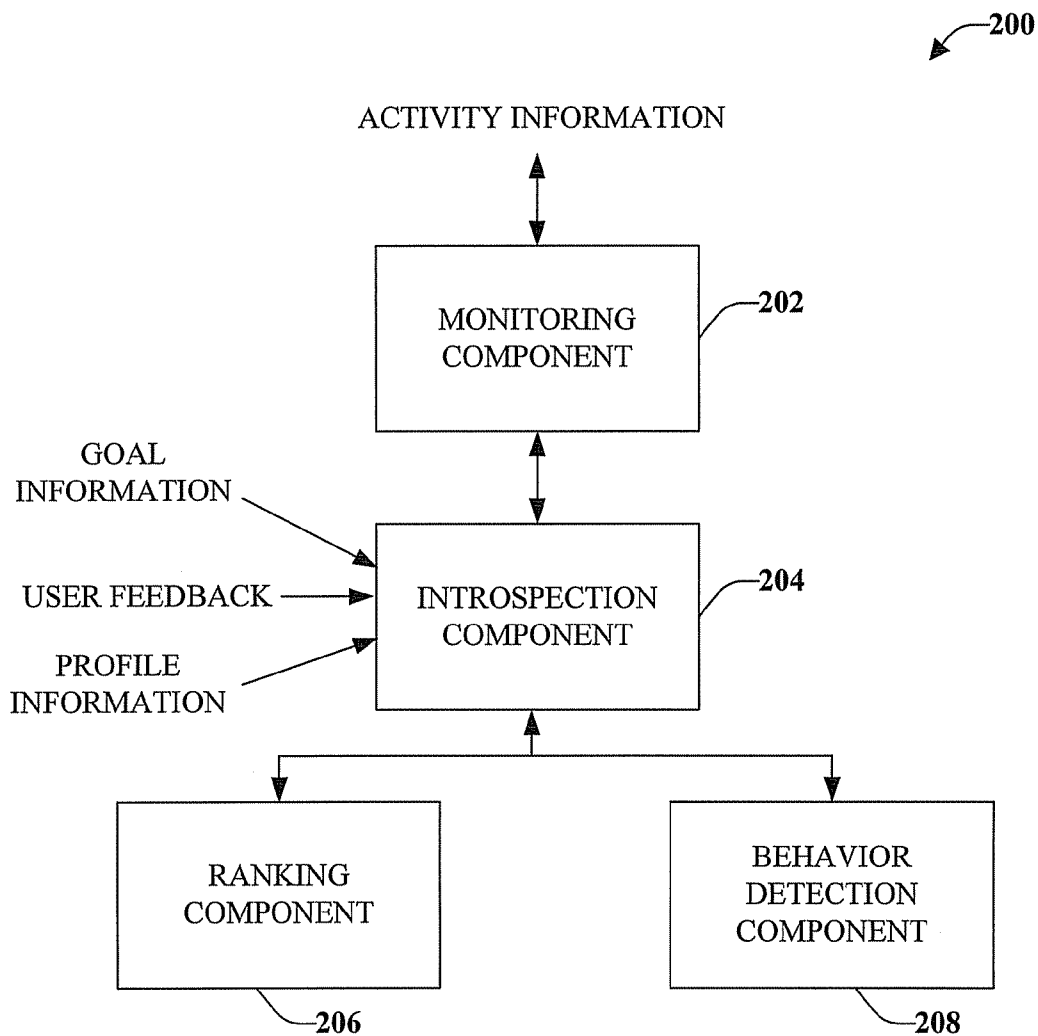 200
ACTIVITY INFORMATION
MONITORING
COMPONENT
202
GOAL
INFORMATION
USER FEEDBACK
PROFILE
INFORMATION
INTROSPECTION
COMPONENT
204
RANKING
COMPONENT
206
BEHAVIOR
DETECTION
COMPONENT
208